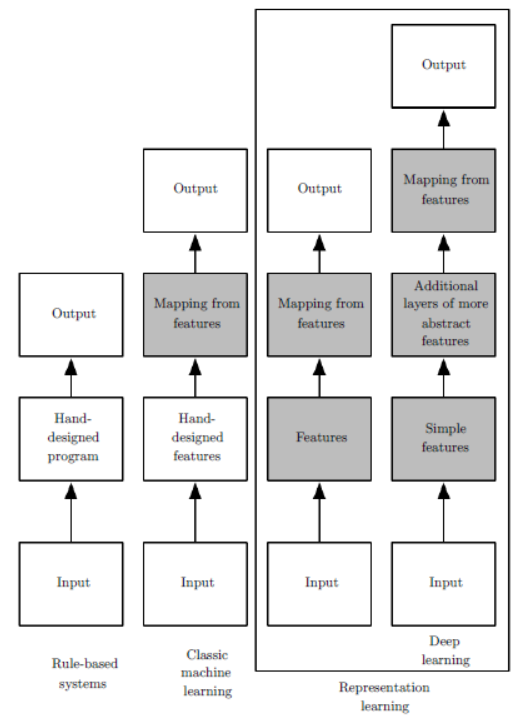 Output
Mapping from
features
Output
Output
Mapping from
features
Additional
layers of more
abstract
features
Output
Mapping from
features
Hand-
designed
program
Hand-
designed
features
Features
Simple
features
Input
Input
Input
Input
Rule-based
systems
Classic
machine
learning
Representation
learning
Deep
learning